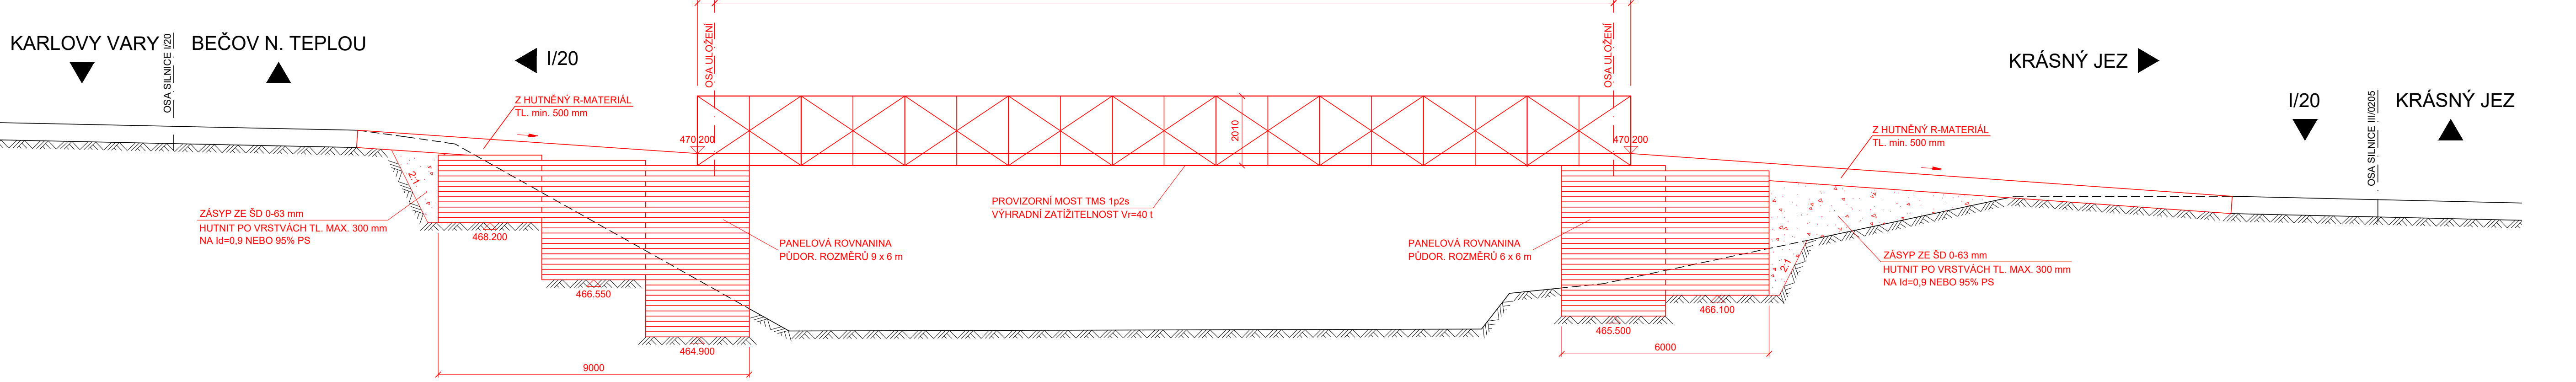 KARLOVY VARY
OSA SILNICE I/20
BEČOV N. TEPLOU
I/20
OSA ULOŽENÍ
OSA ULOŽENÍ
KRÁSNÝ JEZ
I/20
OSA SILNICE III/0205
KRÁSNÝ JEZ
Z HUTNĚNÝ R-MATERIÁL
TL. min. 500 mm
470.200
2010
470.200
Z HUTNĚNÝ R-MATERIÁL
TL. min. 500 mm
2:1
ZÁSYP ZE ŠD 0-63 mm
HUTNIT PO VRSTVÁCH TL. MAX. 300 mm
NA Id=0,9 NEBO 95% PS
468.200
466.550
464.900
9000
PANELOVÁ ROVNANINA
PŮDOR. ROZMĚRŮ 9 x 6 m
PROVIZORNÍ MOST TMS 1p2s
VÝHRADNÍ ZATÍŽITELNOST Vr=40 t
PANELOVÁ ROVNANINA
PŮDOR. ROZMĚRŮ 6 x 6 m
465.500
466.100
6000
2:1
ZÁSYP ZE ŠD 0-63 mm
HUTNIT PO VRSTVÁCH TL. MAX. 300 mm
NA Id=0,9 NEBO 95% PS